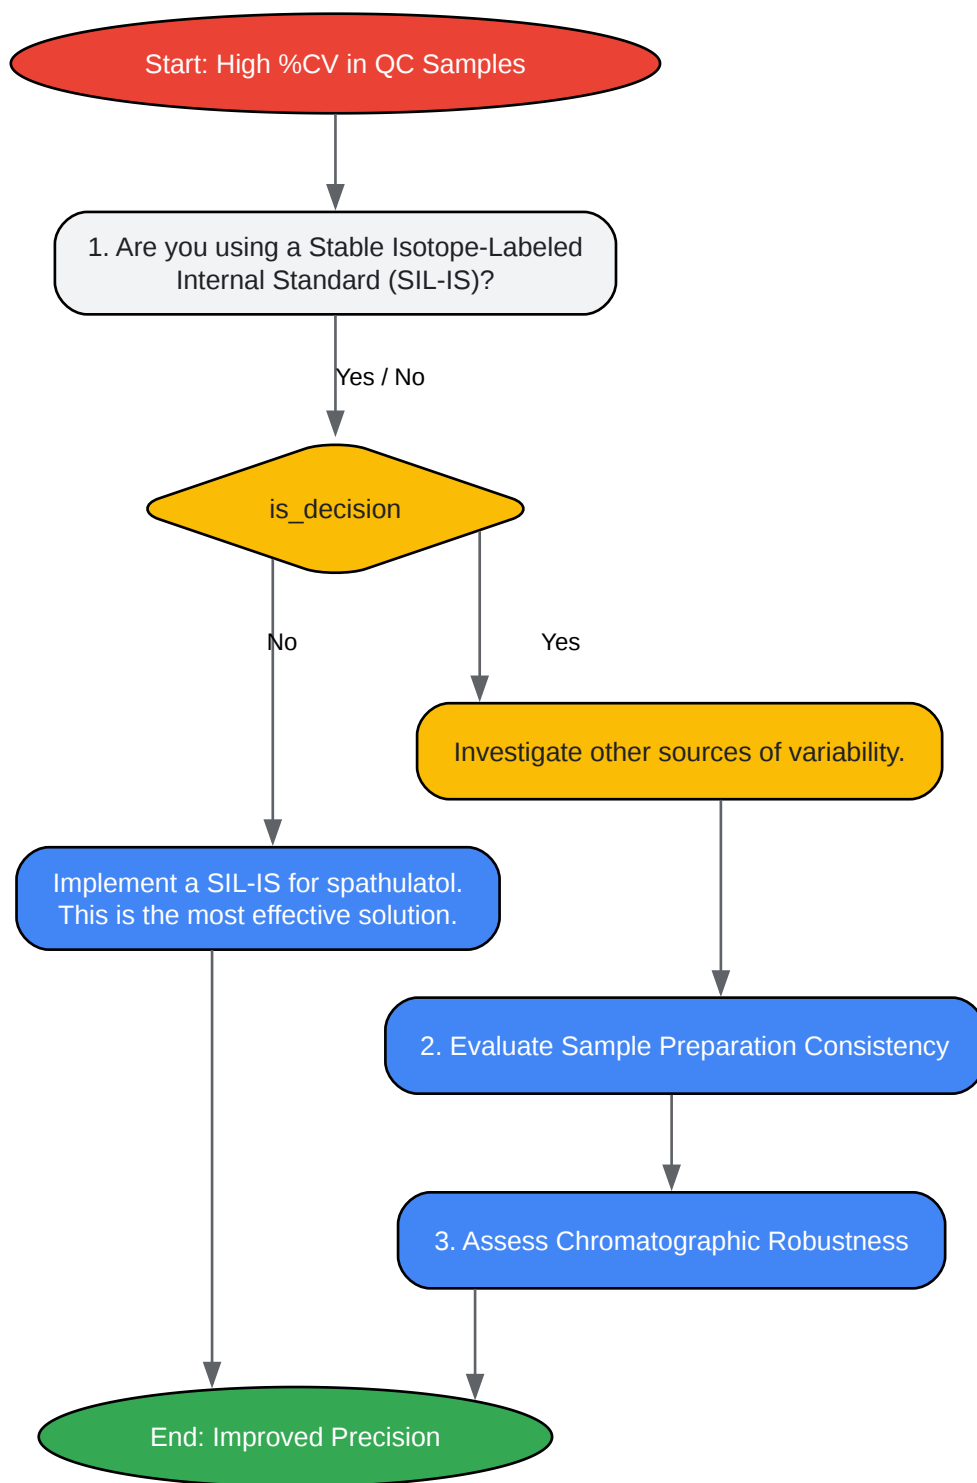 Start: High %CV in QC Samples
1. Are you using a Stable Isotope-Labeled
Internal Standard (SIL-IS)?
Yes / No
is_decision
No
Yes
Investigate other sources of variability.
Implement a SIL-IS for spathulatol.
This is the most effective solution.
2. Evaluate Sample Preparation Consistency
3. Assess Chromatographic Robustness
End: Improved Precision